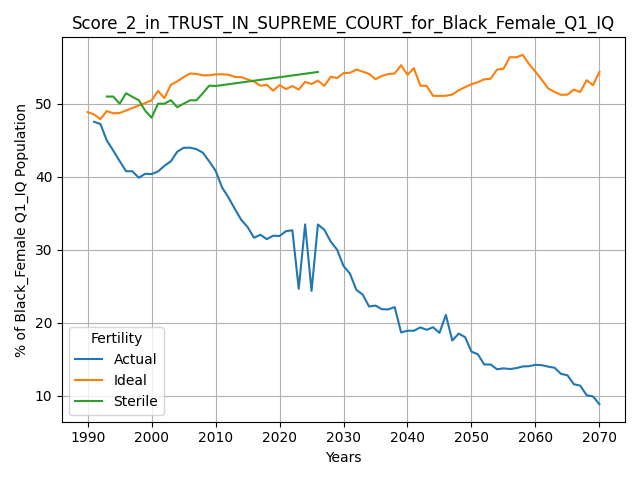 Score_2_in_TRUST_IN_SUPREME_COURT_for_Black_Female_Q1_IQ
% of Black_Female Q1_IQ Population
50
40
30
20
10
Fertility
Actual
Ideal
Sterile
1990 2000 2010 2020 2030 2040 2050 2060 2070
Years